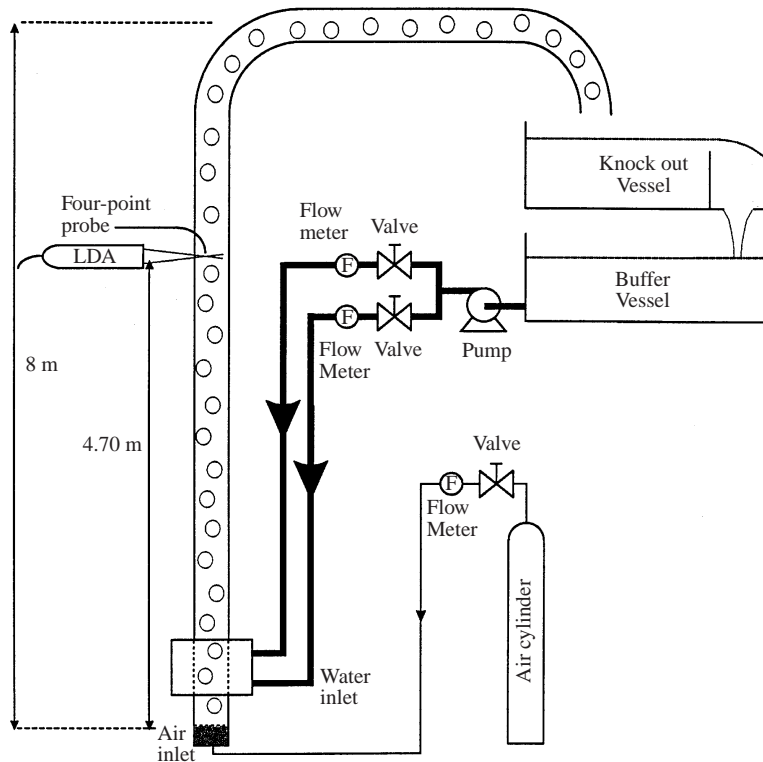 Knock out
Vessel
Four-point
probe
Flow
meter
Valve
LDA
F
Buffer
Vessel
F
Flow
Meter
Valve
Pump
8 m
4.70 m
Valve
F
Flow
Meter
Air cylinder
Water
inlet
Air
inlet